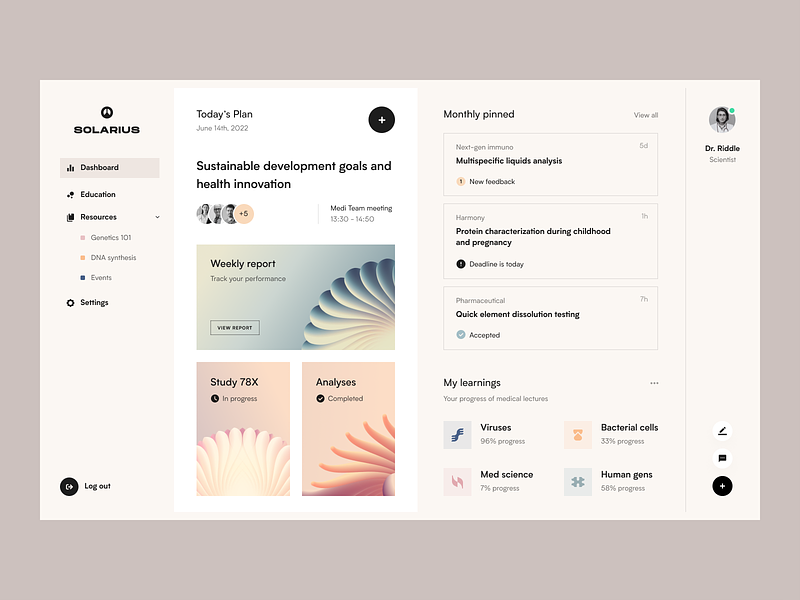 SOLARIUS
Dashboard
Education
Resources
Genetics 101
DNA synthesis
Events
Settings
Log out
Today's Plan
June 14th, 2022
+
Sustainable development goals and
health innovation
+5
Medi Team meeting
13:30 - 14:50
Weekly report
Track your performance
VIEW REPORT
Study 78X
In progress
Analyses
Completed
Monthly pinned
View all
Next-gen immuno
5d
Multispecific liquids analysis
1
New feedback
Harmony
1h
Protein characterization during childhood
and pregnancy
Deadline is today
Pharmaceutical
7h
Quick element dissolution testing
Accepted
My learnings
Your progress of medical lectures
Viruses
96% progress
Bacterial cells
33% progress
Med science
7% progress
Human gens
58% progress
Dr. Riddle
Scientist
+